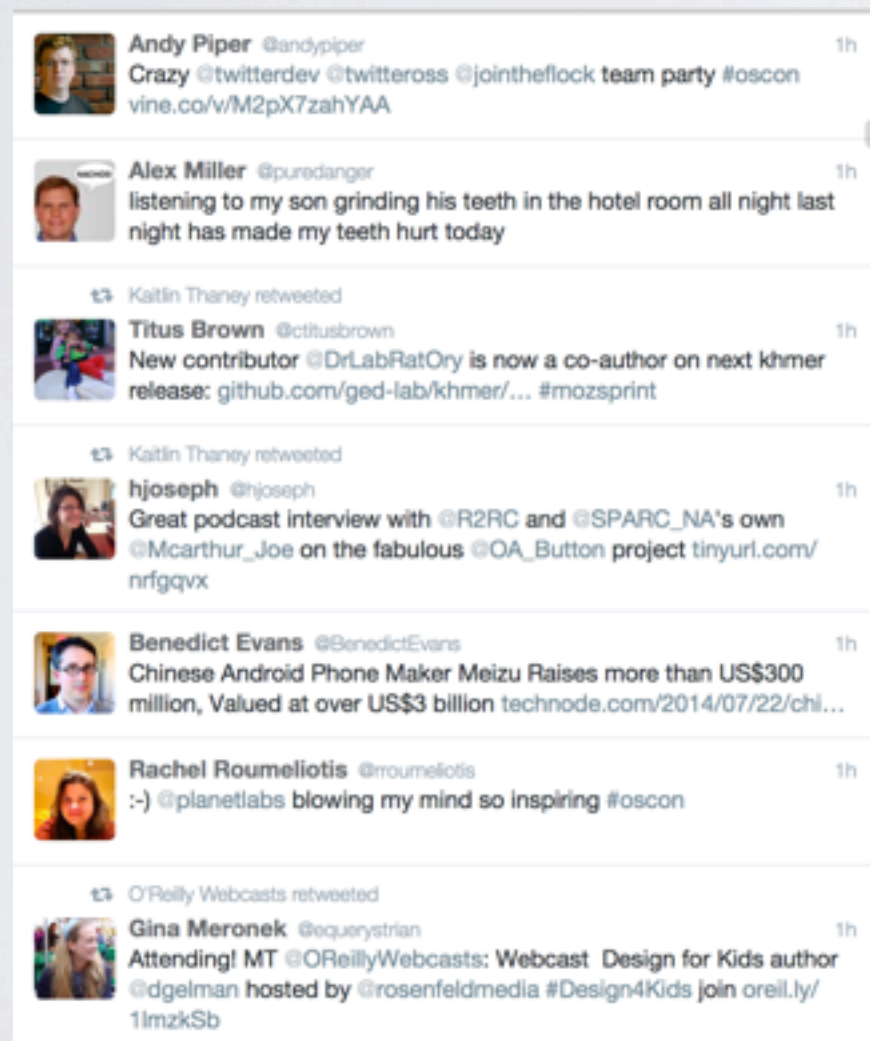 Andy Piper @andypiper 1h
Crazy @twitterdev @twitteross @jointheflock team party #oscon
vine.co/v/M2pX7zahYAA
Alex Miller @puredanger 1h
listening to my son grinding his teeth in the hotel room all night last
night has made my teeth hurt today
Kaitlin Thaney retweeted
Titus Brown @ctitusbrown 1h
New contributor @DrLabRatOry is now a co-author on next khmer
release: github.com/ged-lab/khmer/... #mozsprint
Kaitlin Thaney retweeted
hjoseph @hjoseph 1h
Great podcast interview with @R2RC and @SPARC_NA's own
@Mcarthur_Joe on the fabulous @OA_Button project tinyurl.com/
nrfgqvx
Benedict Evans @BenedictEvans 1h
Chinese Android Phone Maker Meizu Raises more than US$300
million, Valued at over US$3 billion technode.com/2014/07/22/chi...
Rachel Roumeliotis @rroumeliotis 1h
:-) @planetlabs blowing my mind so inspiring #oscon
O'Reilly Webcasts retweeted
Gina Meronek @equerystrian 1h
Attending! MT @OReillyWebcasts: Webcast Design for Kids author
@dgelman hosted by @rosenfeldmedia #Design4Kids join oreil.ly/
1lmzkSb